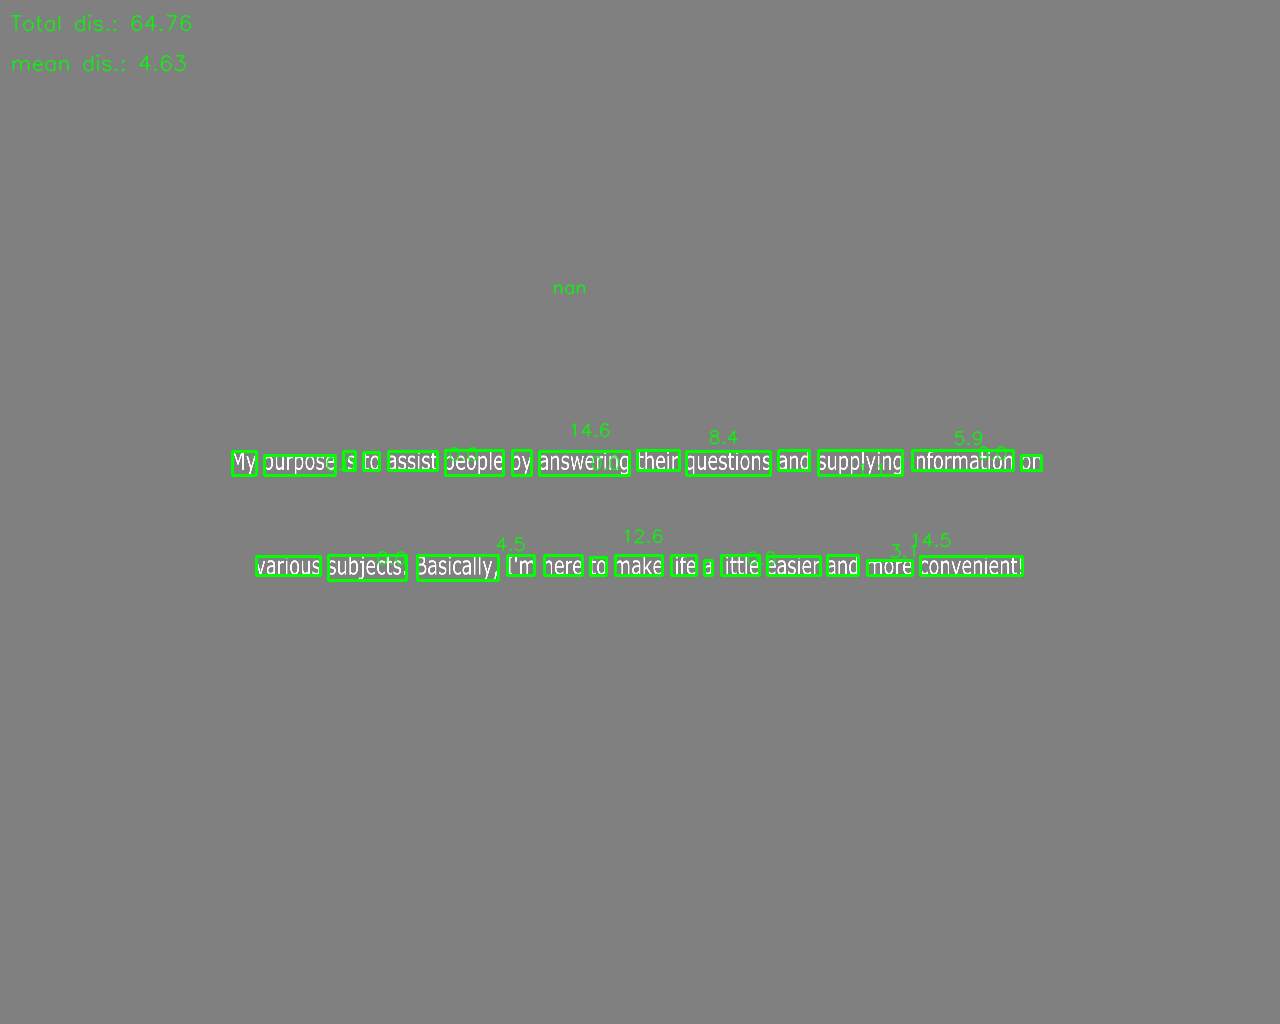 Total dis.: 64.76
mean dis.: 4.63
nan
14.6 8.4 5.9
My purpose is to assist people by answering their questions and supplying information on
4.5 12.6 3.1 14.5
various subjects. Basically, I'm here to make life a little easier and more convenient!